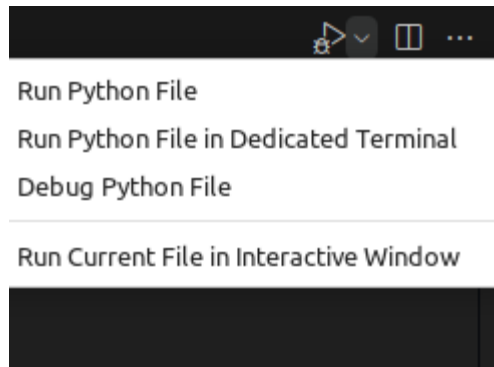 Run Python File
Run Python File in Dedicated Terminal
Debug Python File
Run Current File in Interactive Window